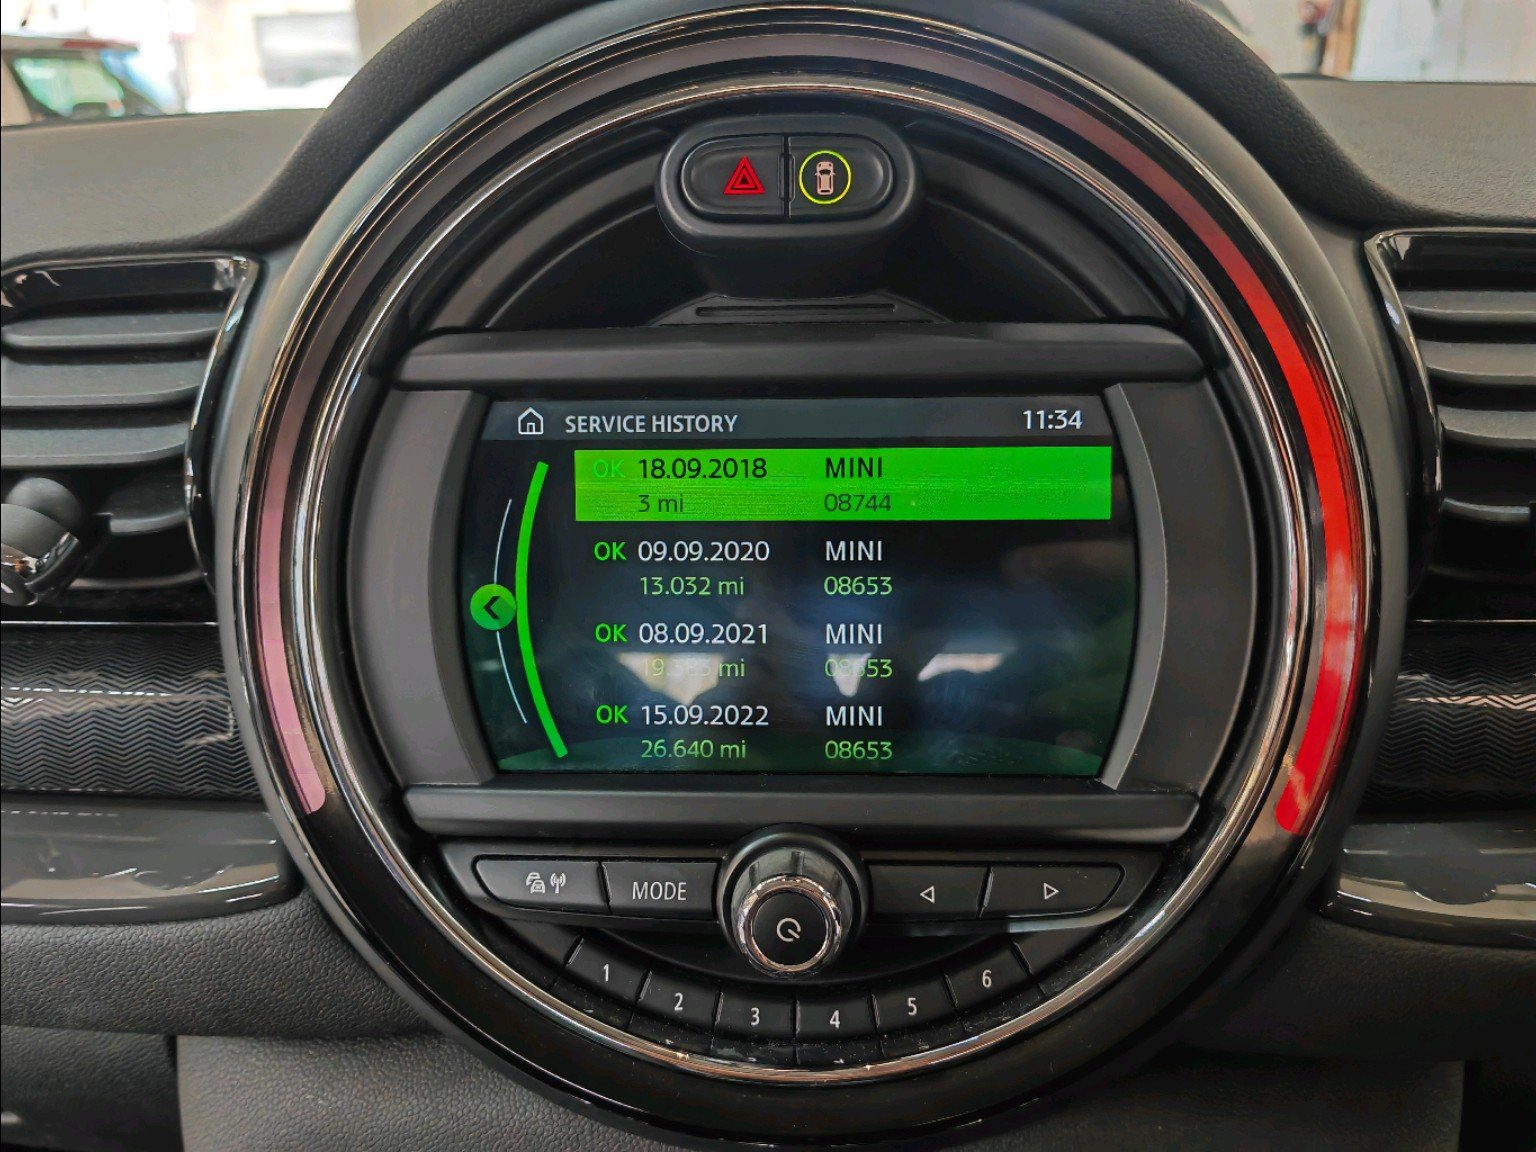 SERVICE HISTORY 11:34
OK 18.09.2018 MINI
3 mi 08744
OK 09.09.2020 MINI
13.032 mi 08653
OK 08.09.2021 MINI
mi 08653
OK 15.09.2022 MINI
26.640 mi 08653
MODE
1 2 3 4 5 6